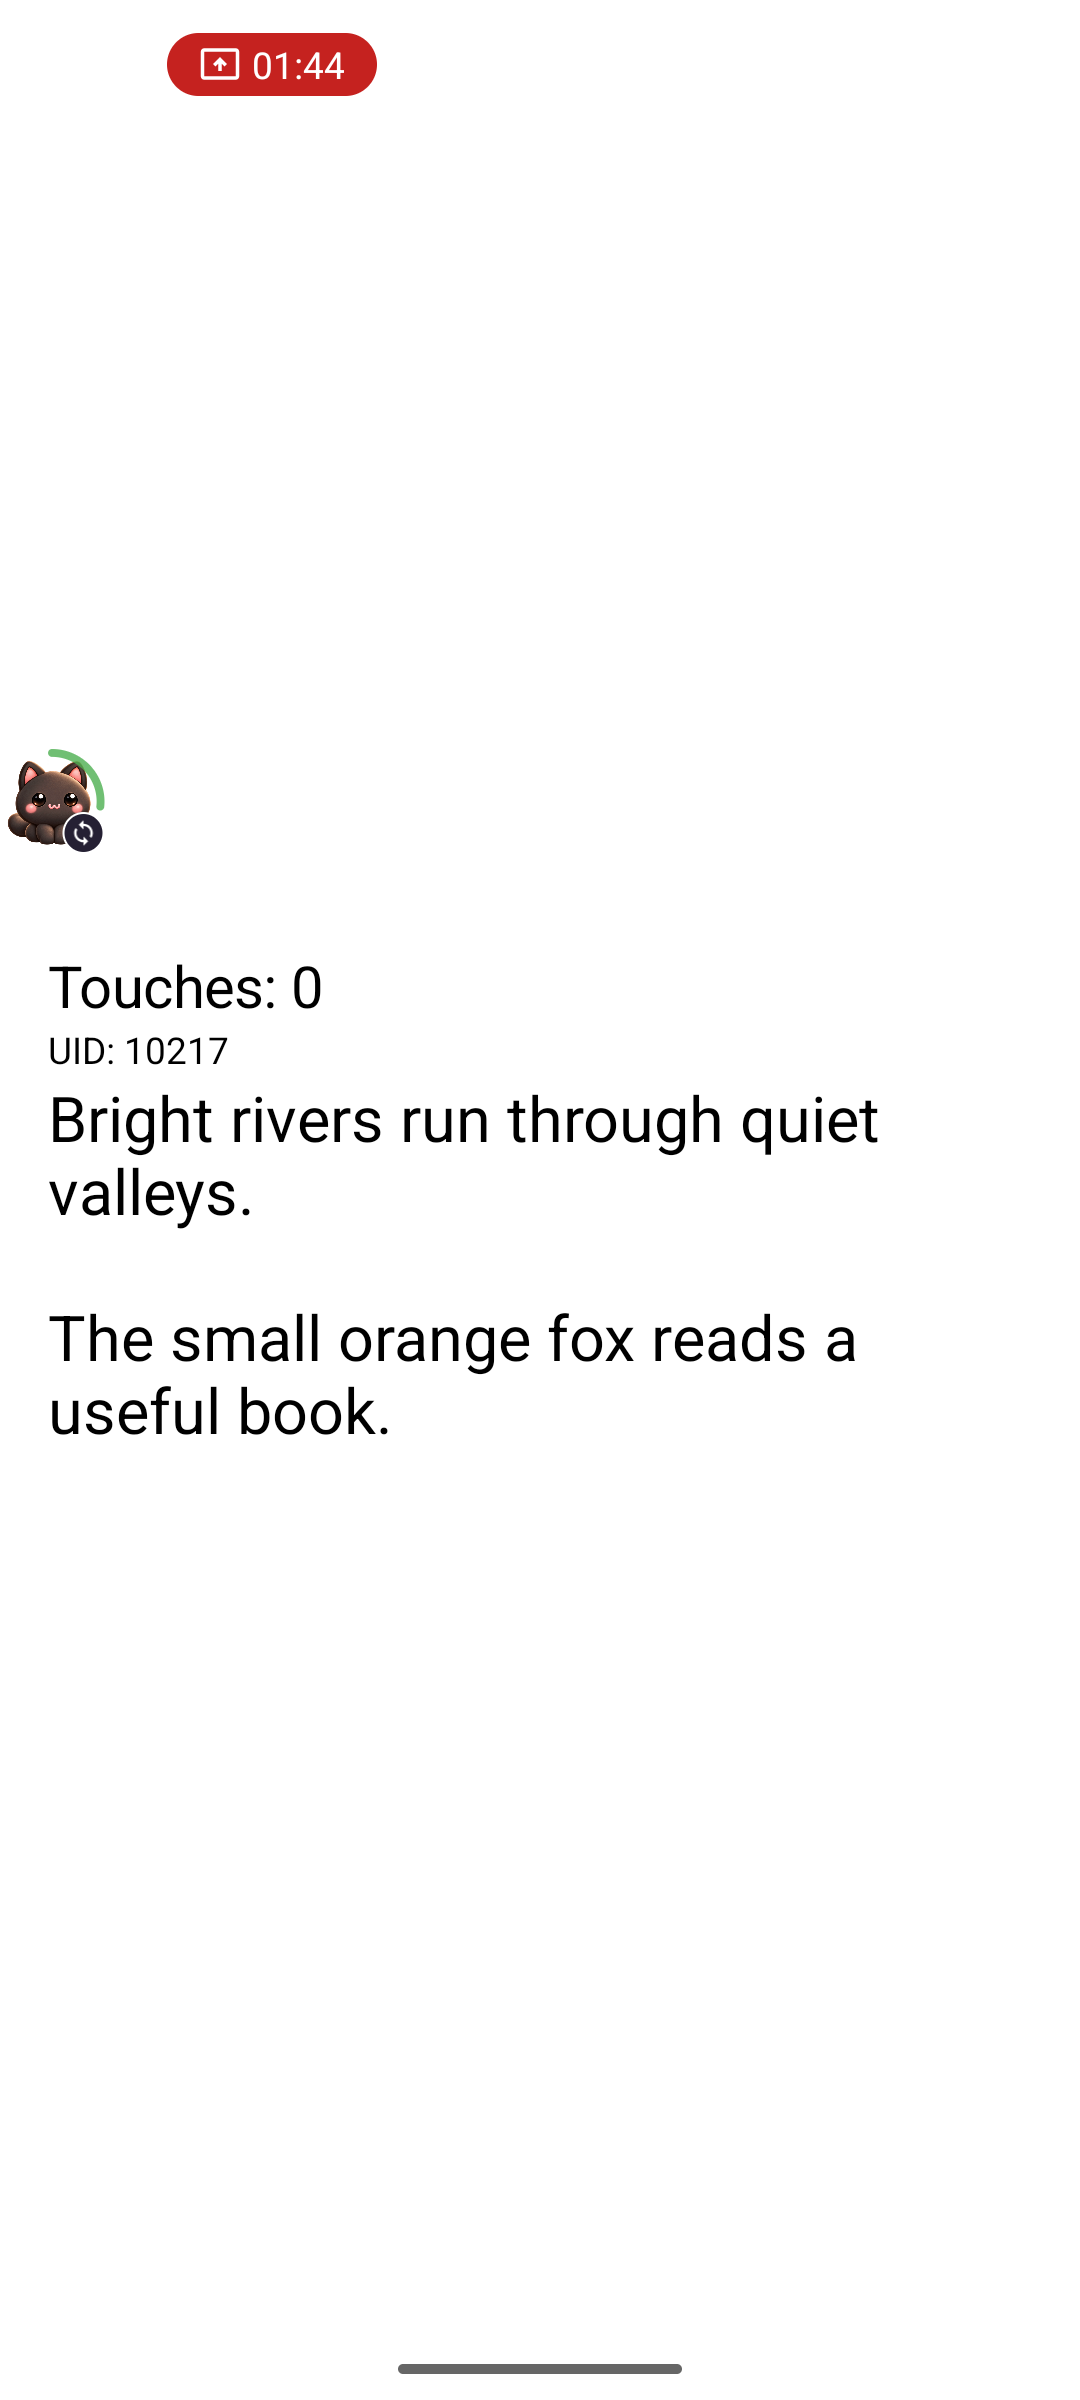 01:44
Touches: 0
UID: 10217
Bright rivers run through quiet
valleys.
The small orange fox reads a
useful book.